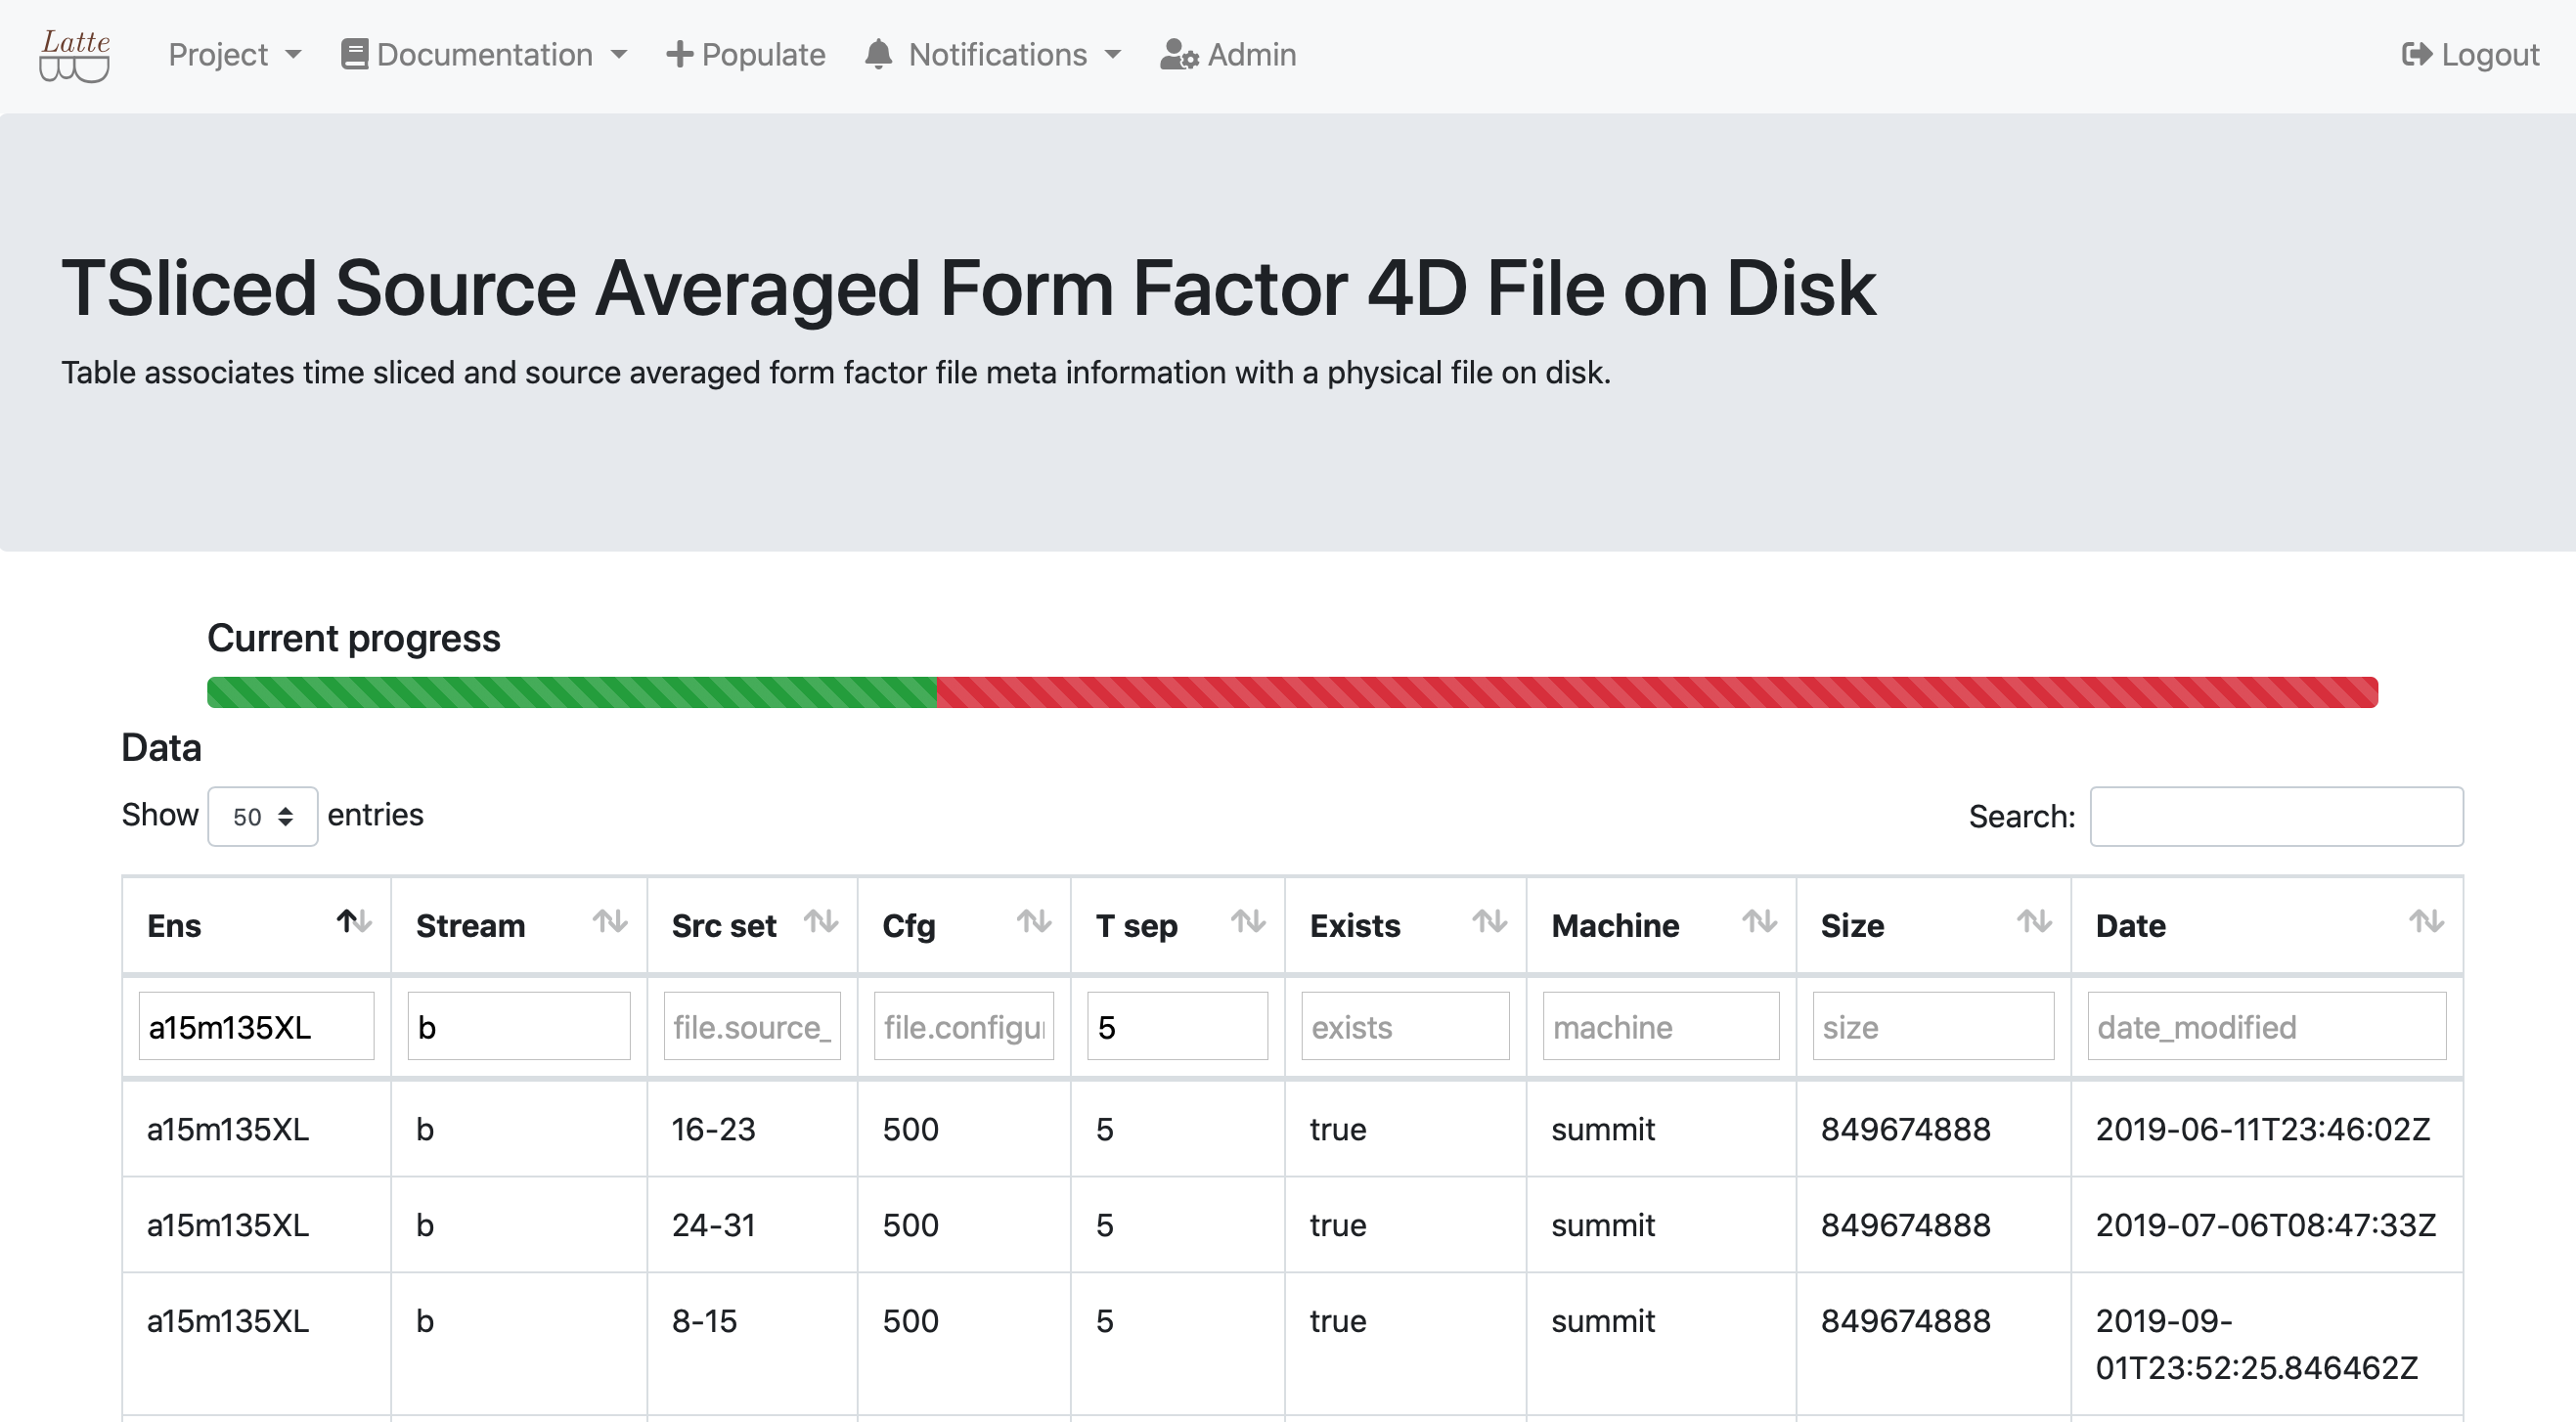 Latte
Project Documentation Populate Notifications Admin Logout
TSliced Source Averaged Form Factor 4D File on Disk
Table associates time sliced and source averaged form factor file meta information with a physical file on disk.
Current progress
Data
Show 50 entries Search:
Ens Stream Src set Cfg T sep Exists Machine Size Date
a15m135XL b file.source_ file.configu 5 exists machine size date_modified
a15m135XL b 16-23 500 5 true summit 849674888 2019-06-11T23:46:02Z
a15m135XL b 24-31 500 5 true summit 849674888 2019-07-06T08:47:33Z
a15m135XL b 8-15 500 5 true summit 849674888 2019-09-
01T23:52:25.846462Z